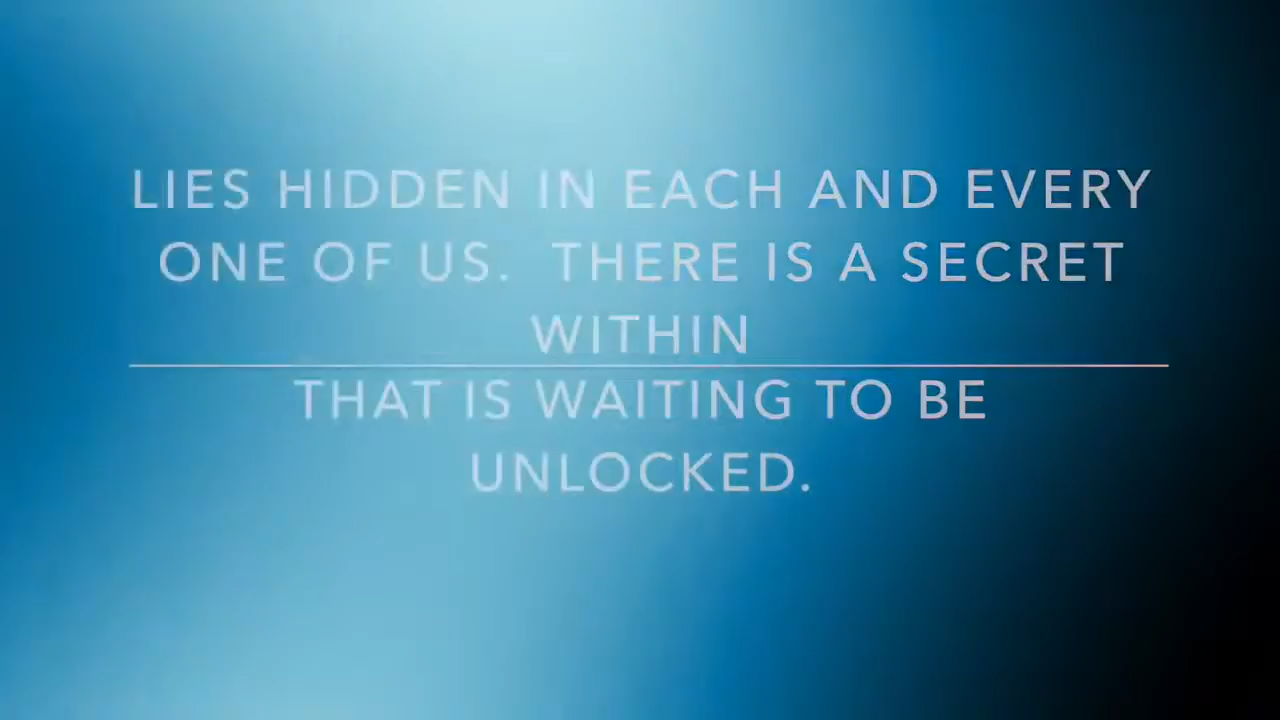 LIES HIDDEN IN EACH AND EVERY
ONE OF US. THERE IS A SECRET
WITHIN
THAT IS WAITING TO BE
UNLOCKED.